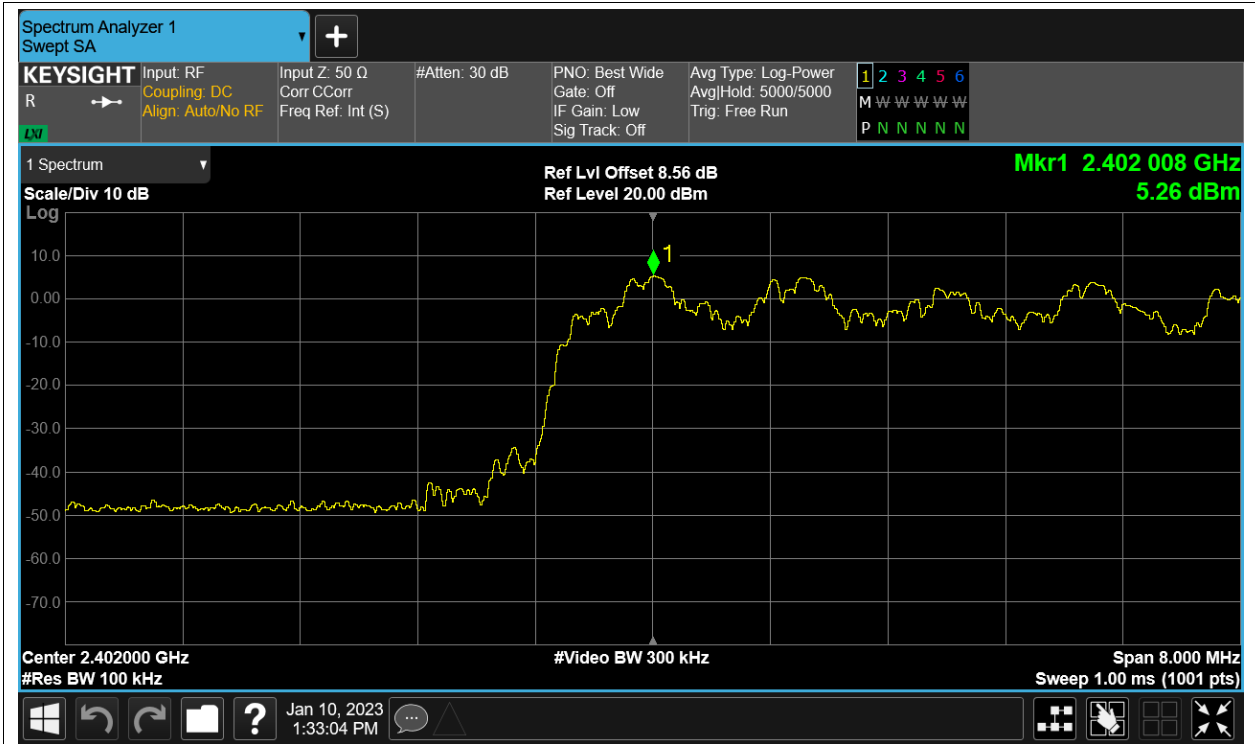 Spectrum Analyzer 1
Swept SA
+
KEYSIGHT
R
LXI
Input: RF
Coupling: DC
Align: Auto/No RF
Input Z: 50 Ω
Corr CCorr
Freq Ref: Int (S)
#Atten: 30 dB
PNO: Best Wide
Gate: Off
IF Gain: Low
Sig Track: Off
Avg Type: Log-Power
Avg|Hold: 5000/5000
Trig: Free Run
1 2 3 4 5 6
M W W W W W
P N N N N N
1 Spectrum
Scale/Div 10 dB
Log
Ref Lvl Offset 8.56 dB
Ref Level 20.00 dBm
Mkr1 2.402 008 GHz
5.26 dBm
1
10.0
0.00
-10.0
-20.0
-30.0
-40.0
-50.0
-60.0
-70.0
Center 2.402000 GHz
#Res BW 100 kHz
#Video BW 300 kHz
Span 8.000 MHz
Sweep 1.00 ms (1001 pts)
?
Jan 10, 2023
1:33:04 PM